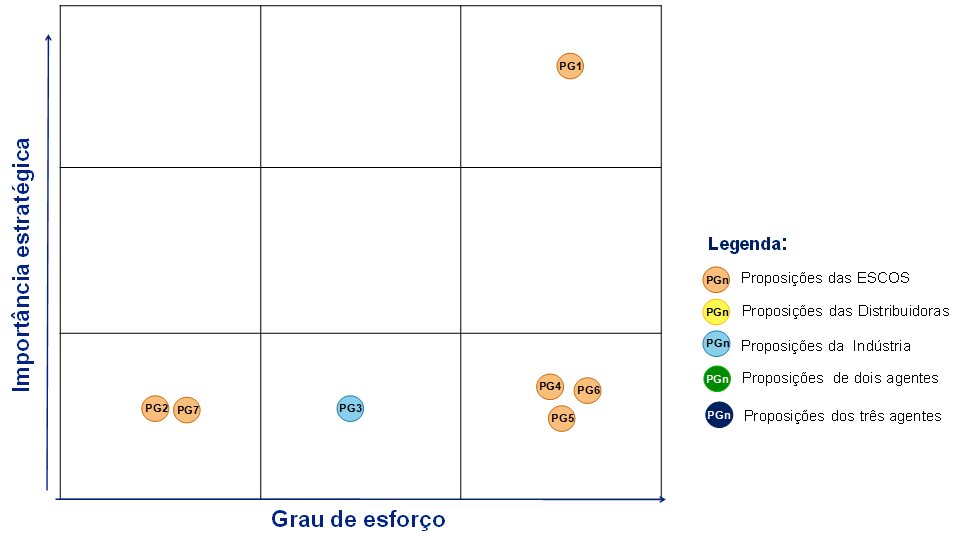 Importância estratégica
PG1
PG2
PG7
PG3
PG4
PG6
PG5
Grau de esforço
Legenda:
PGn Proposições das ESCOS
PGn Proposições das Distribuidoras
PGn Proposições da Indústria
PGn Proposições de dois agentes
PGn Proposições dos três agentes